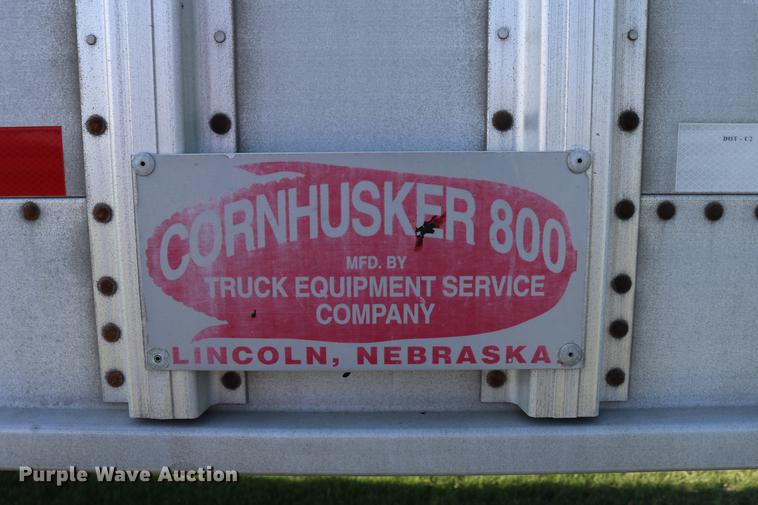 DOT - C2
CORNHUSKER 800
MFD. BY
TRUCK EQUIPMENT SERVICE
COMPANY
LINCOLN, NEBRASKA
Purple Wave Auction